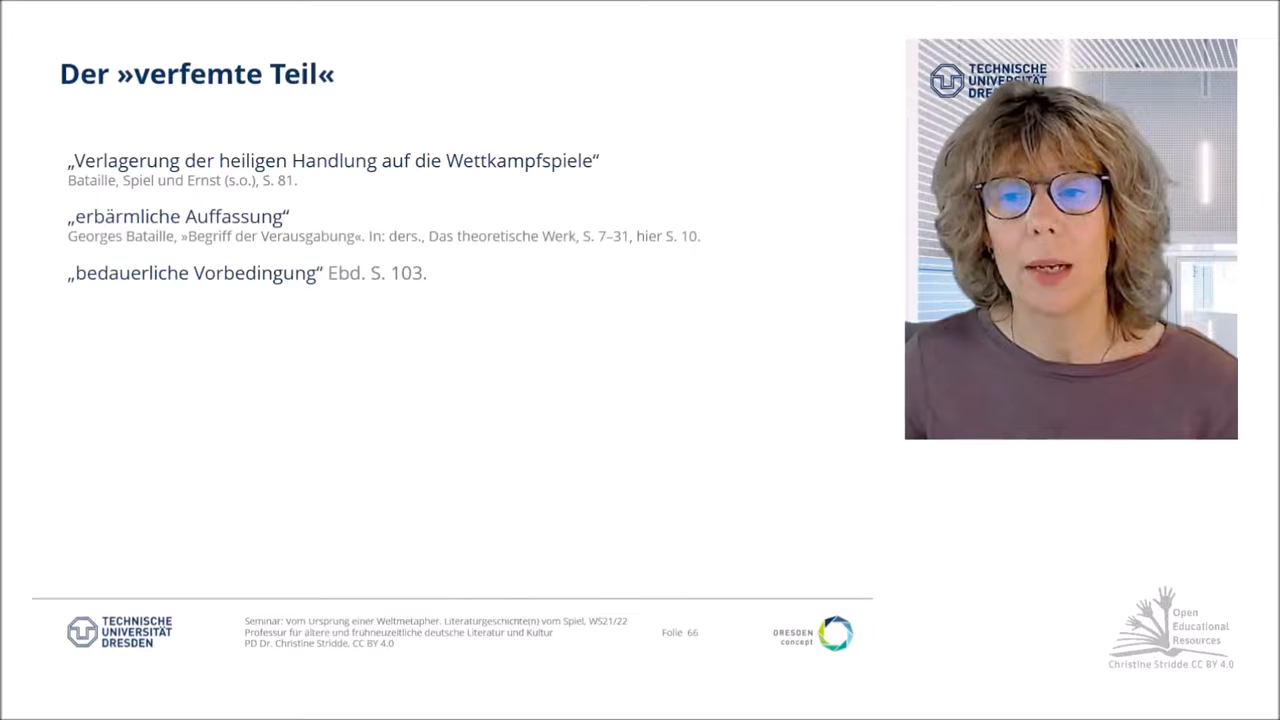 Der »verfemte Teil«
„Verlagerung der heiligen Handlung auf die Wettkampfspiele“
Bataille, Spiel und Ernst (s.o.), S. 81.
„erbärmliche Auffassung“
Georges Bataille, »Begriff der Verausgabung«. In: ders., Das theoretische Werk, S. 7–31, hier S. 10.
„bedauerliche Vorbedingung“ Ebd. S. 103.
TECHNISCHE
UNIVERSITÄT
DRE
TECHNISCHE
UNIVERSITÄT
DRESDEN
Seminar: Vom Ursprung einer Weltmetapher. Literaturgeschichte(n) vom Spiel, WS21/22
Professur für ältere und frühneuzeitliche deutsche Literatur und Kultur
PD Dr. Christine Stridde, CC BY 4.0
Folie 66
DRESDEN
concept
Open
Educational
Resources
Christine Stridde CC BY 4.0